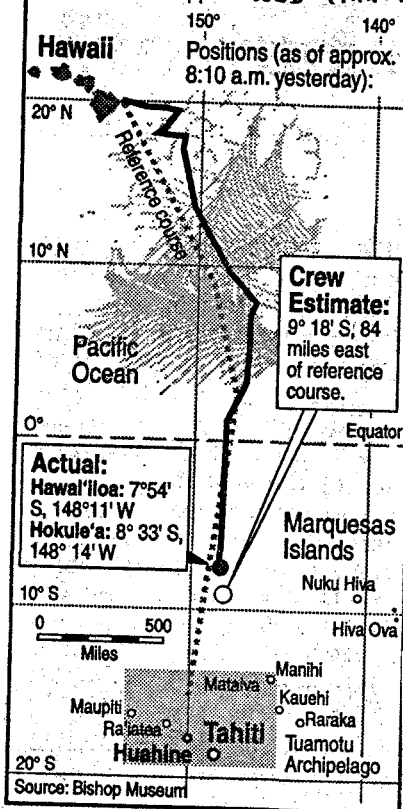 150°
140°
Hawaii
Positions (as of approx.
8:10 a.m. yesterday):
20° N
Reference course
10° N
Crew
Estimate:
9° 18' S, 84
miles east
of reference
course.
Pacific
Ocean
0°
Equator
Actual:
Hawai'iloa: 7°54'
S, 148°11' W
Hokule'a: 8° 33' S,
148° 14' W
Marquesas
Islands
Nuku Hiva
10° S
Hiva Ova
0 500
Miles
Manihi
Mataiva
Maupiti
Kauehi
Ra'iatea
Raraka
Tahiti
Huahine
Tuamotu
Archipelago
20° S
Source: Bishop Museum